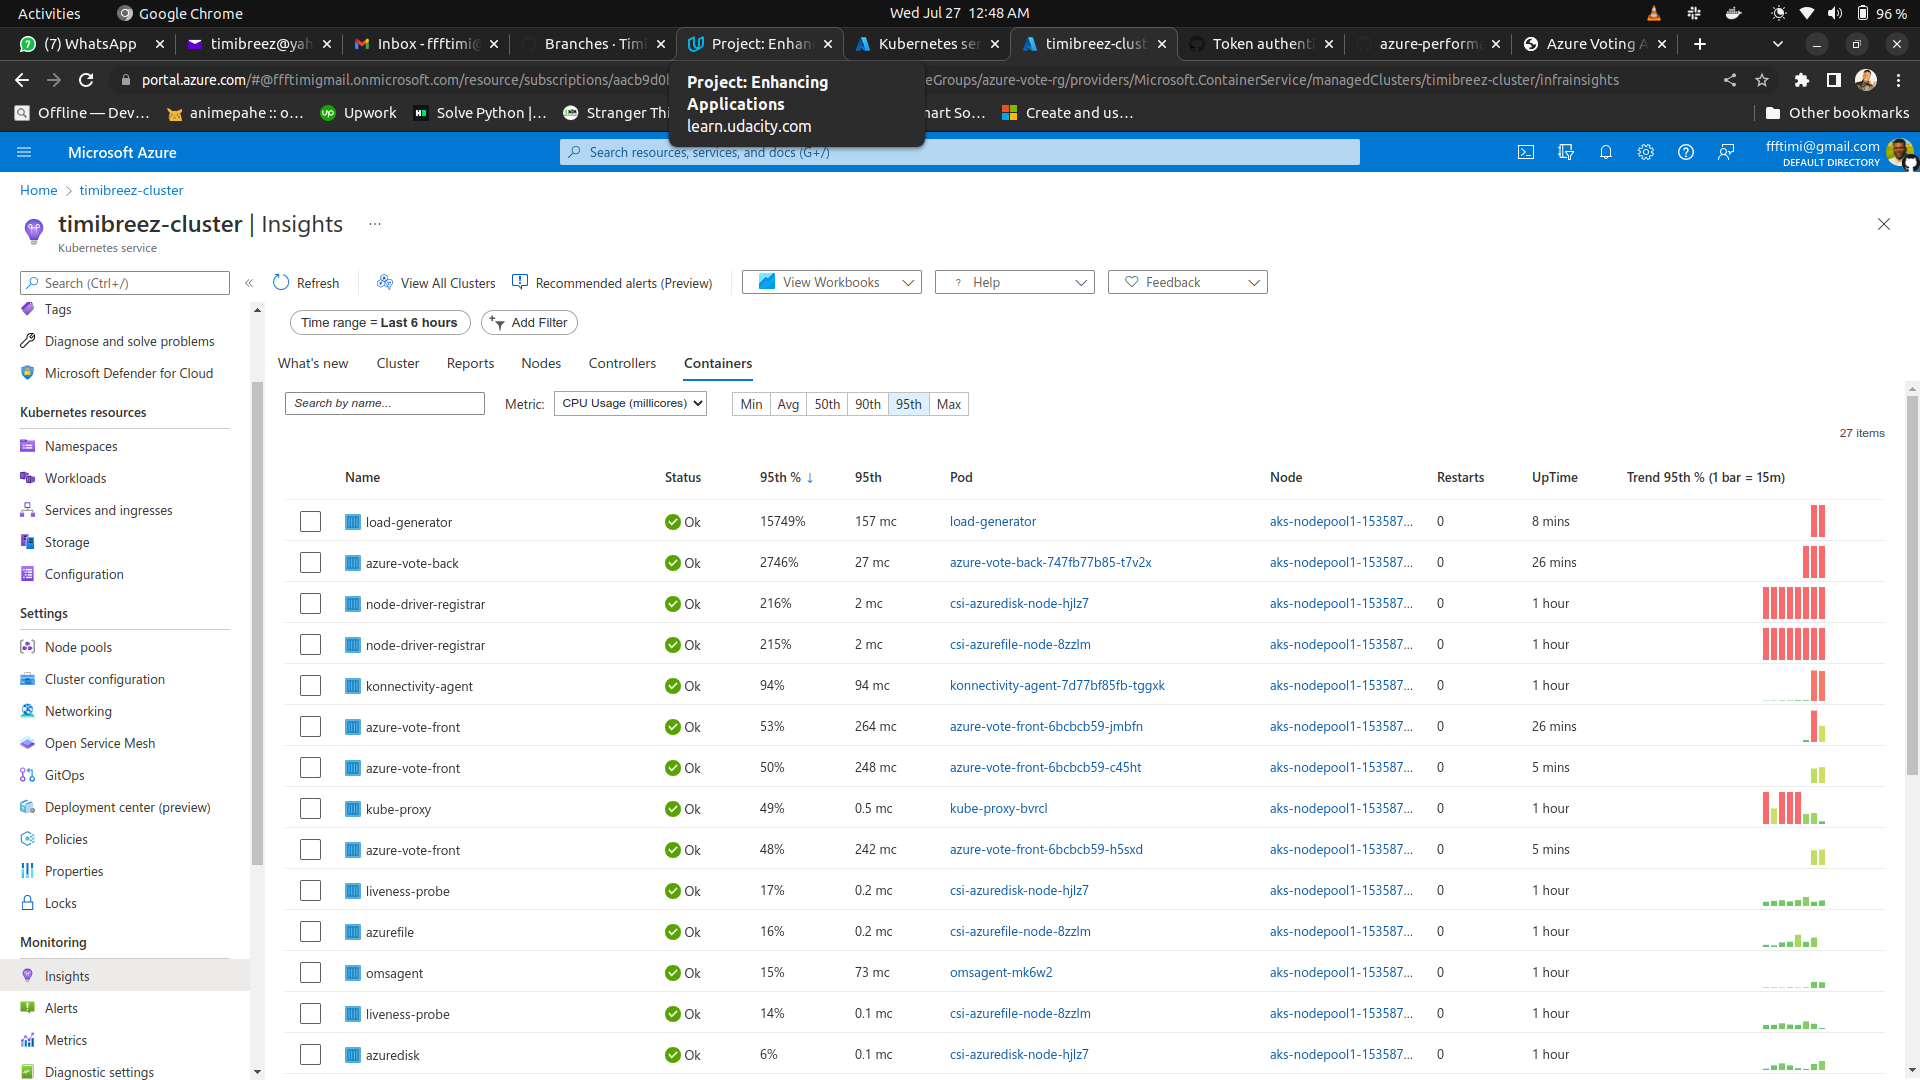 Activities
Google Chrome
Wed Jul 27 12:48 AM
96 %
(7) WhatsApp
timibreez@yah
Inbox - ffftimi@
Branches · Timi
Project: Enhan
Kubernetes ser
timibreez-clust
Token authenti
azure-perform
Azure Voting A
portal.azure.com/#@ffftimigmail.onmicrosoft.com/resource/subscriptions/aacb9d0
eGroups/azure-vote-rg/providers/Microsoft.ContainerService/managedClusters/timibreez-cluster/infrainsights
Project: Enhancing
Applications
learn.udacity.com
Offline — Dev…
animepahe :: o…
Upwork
Solve Python |…
Stranger Thi
art So…
Create and us…
Other bookmarks
Microsoft Azure
Search resources, services, and docs (G+/)
ffftimi@gmail.com
DEFAULT DIRECTORY
Home > timibreez-cluster
timibreez-cluster | Insights ...
Kubernetes service
Search (Ctrl+/)
«
Refresh
View All Clusters
Recommended alerts (Preview)
View Workbooks
? Help
Feedback
Time range = Last 6 hours
Add Filter
Tags
Diagnose and solve problems
Microsoft Defender for Cloud
Kubernetes resources
Namespaces
Workloads
Services and ingresses
Storage
Configuration
Settings
Node pools
Cluster configuration
Networking
Open Service Mesh
GitOps
Deployment center (preview)
Policies
Properties
Locks
Monitoring
Insights
Alerts
Metrics
Diagnostic settings
What's new Cluster Reports Nodes Controllers Containers
Search by name...
Metric: CPU Usage (millicores)
Min Avg 50th 90th 95th Max
27 items
Name Status 95th % ↓ 95th Pod Node Restarts UpTime Trend 95th % (1 bar = 15m)
load-generator Ok 15749% 157 mc load-generator aks-nodepool1-153587... 0 8 mins
azure-vote-back Ok 2746% 27 mc azure-vote-back-747fb77b85-t7v2x aks-nodepool1-153587... 0 26 mins
node-driver-registrar Ok 216% 2 mc csi-azuredisk-node-hjlz7 aks-nodepool1-153587... 0 1 hour
node-driver-registrar Ok 215% 2 mc csi-azurefile-node-8zzlm aks-nodepool1-153587... 0 1 hour
konnectivity-agent Ok 94% 94 mc konnectivity-agent-7d77bf85fb-tggxk aks-nodepool1-153587... 0 1 hour
azure-vote-front Ok 53% 264 mc azure-vote-front-6bcbcb59-jmbfn aks-nodepool1-153587... 0 26 mins
azure-vote-front Ok 50% 248 mc azure-vote-front-6bcbcb59-c45ht aks-nodepool1-153587... 0 5 mins
kube-proxy Ok 49% 0.5 mc kube-proxy-bvrcl aks-nodepool1-153587... 0 1 hour
azure-vote-front Ok 48% 242 mc azure-vote-front-6bcbcb59-h5sxd aks-nodepool1-153587... 0 5 mins
liveness-probe Ok 17% 0.2 mc csi-azuredisk-node-hjlz7 aks-nodepool1-153587... 0 1 hour
azurefile Ok 16% 0.2 mc csi-azurefile-node-8zzlm aks-nodepool1-153587... 0 1 hour
omsagent Ok 15% 73 mc omsagent-mk6w2 aks-nodepool1-153587... 0 1 hour
liveness-probe Ok 14% 0.1 mc csi-azurefile-node-8zzlm aks-nodepool1-153587... 0 1 hour
azuredisk Ok 6% 0.1 mc csi-azuredisk-node-hjlz7 aks-nodepool1-153587... 0 1 hour